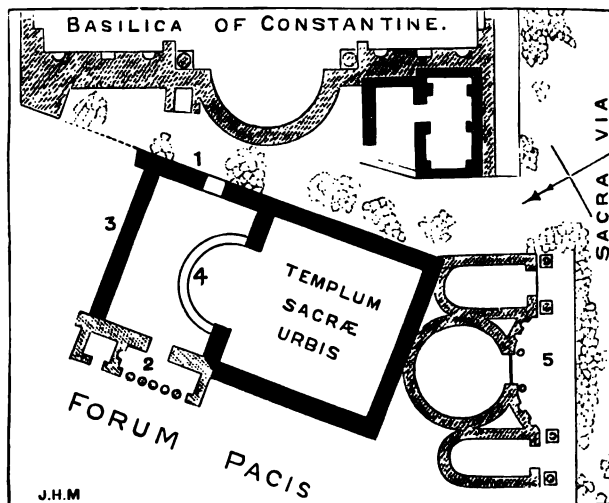 BASILICA OF CONSTANTINE.
SACRA VIA
1
3
4
TEMPLUM
SACRÆ
URBIS
2
5
FORUM PACIS
J.H.M